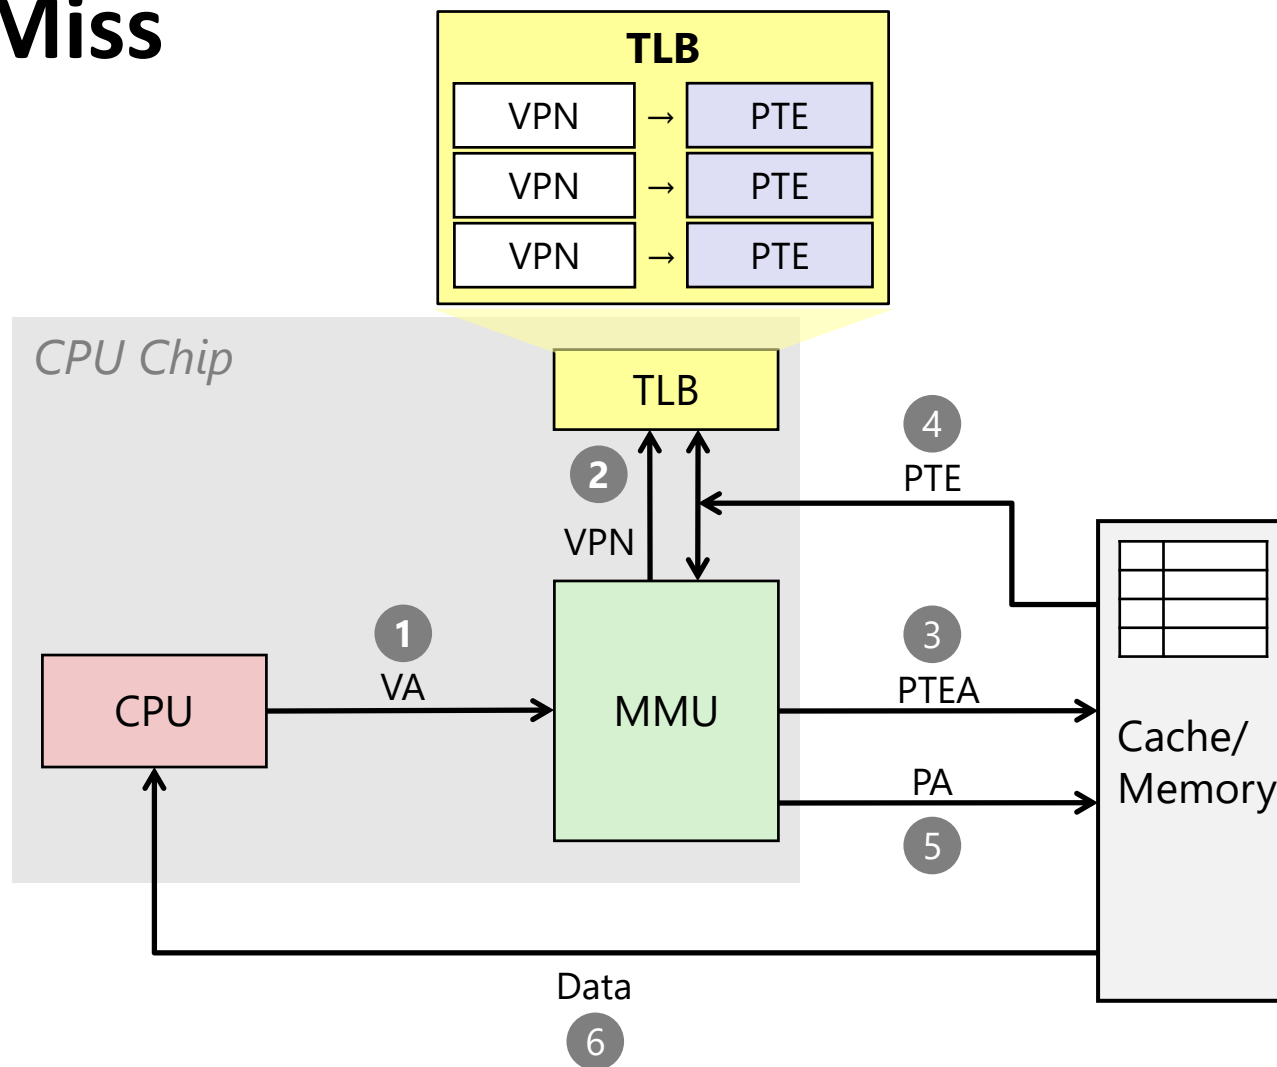 Miss
TLB
VPN → PTE
VPN → PTE
VPN → PTE
CPU Chip
TLB
4
PTE
2
VPN
1
VA
3
PTEA
CPU
MMU
Cache/
Memory
PA
5
Data
6